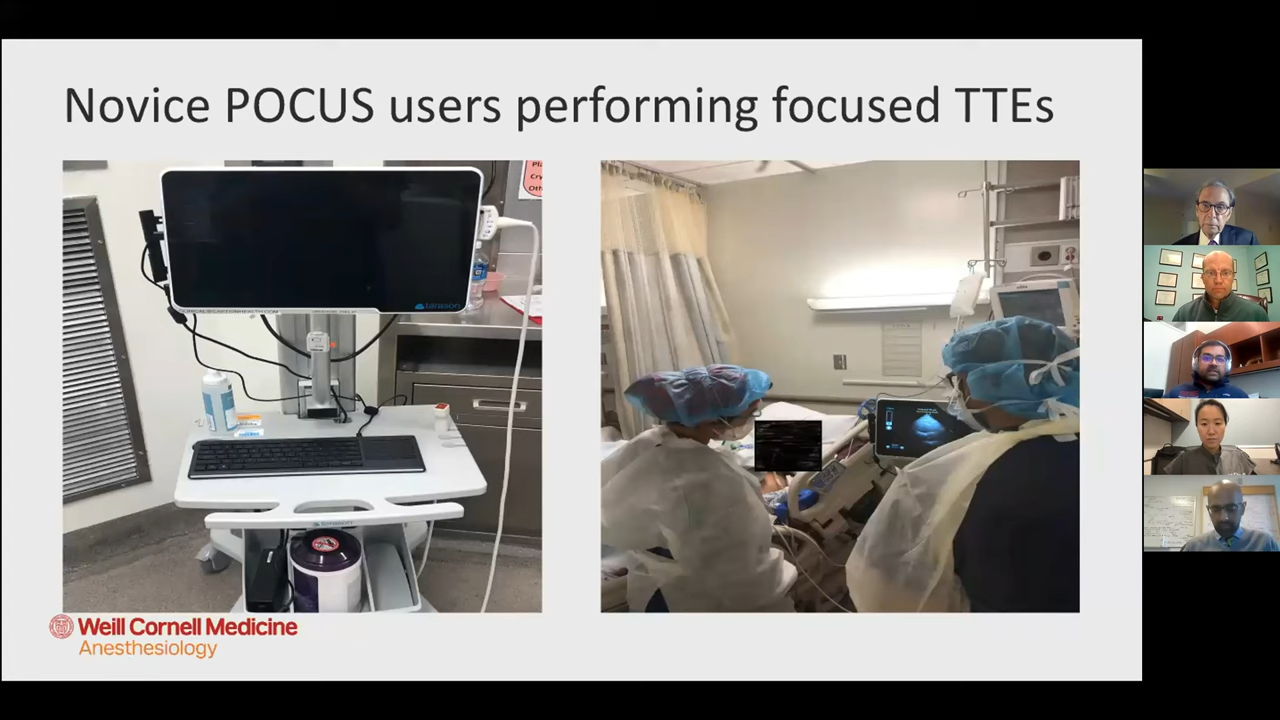 Novice POCUS users performing focused TTEs
terason
Weill Cornell Medicine
Anesthesiology